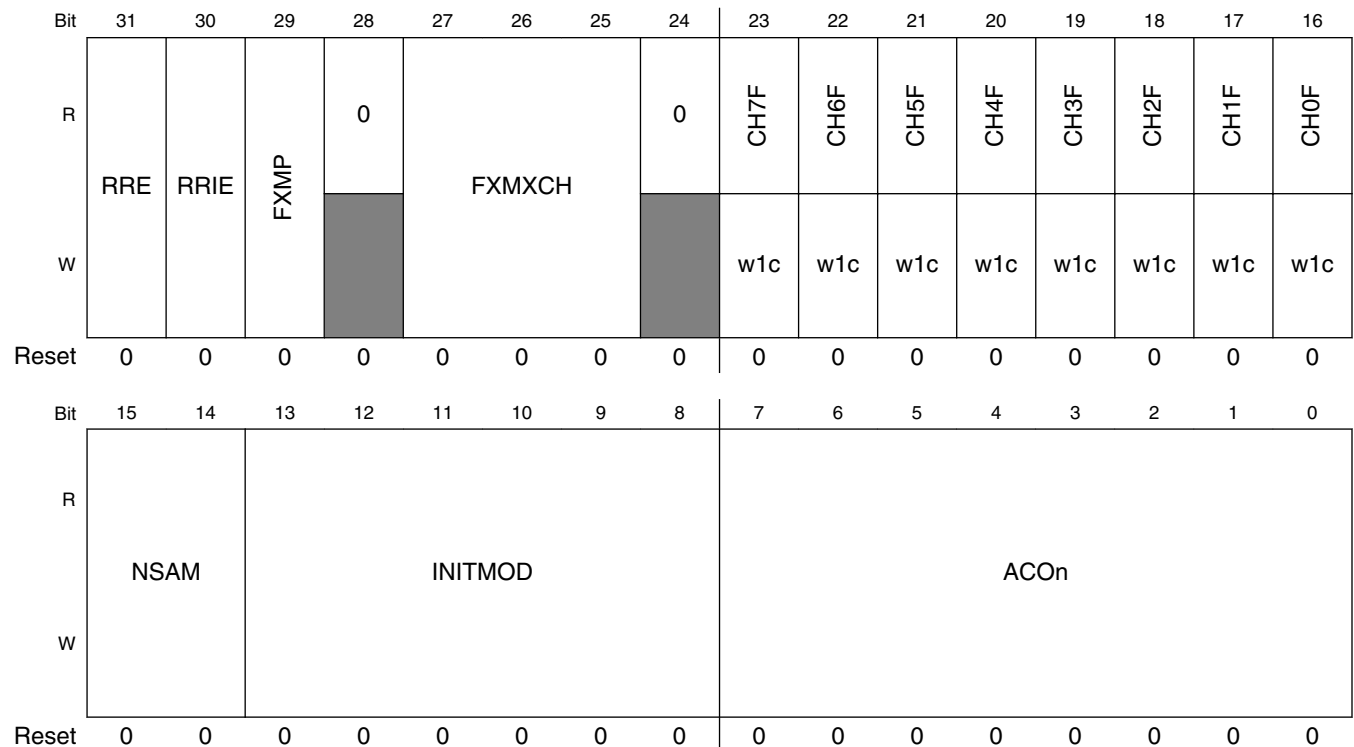 Bit 31 30 29 28 27 26 25 24 23 22 21 20 19 18 17 16
R 0 0 CH7F CH6F CH5F CH4F CH3F CH2F CH1F CH0F
RRE RRIE FXMP FXMXCH
W w1c w1c w1c w1c w1c w1c w1c w1c
Reset 0 0 0 0 0 0 0 0 0 0 0 0 0 0 0 0
Bit 15 14 13 12 11 10 9 8 7 6 5 4 3 2 1 0
R
NSAM INITMOD ACOn
W
Reset 0 0 0 0 0 0 0 0 0 0 0 0 0 0 0 0